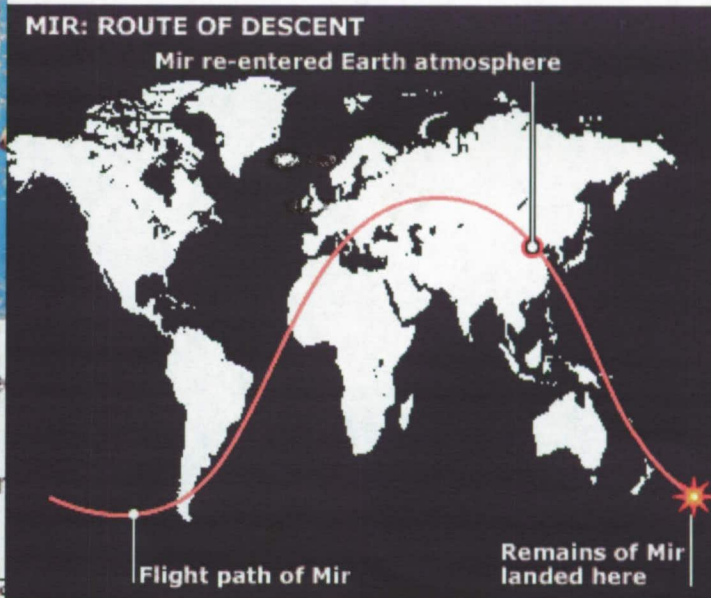 MIR: ROUTE OF DESCENT
Mir re-entered Earth atmosphere
Flight path of Mir
Remains of Mir
landed here